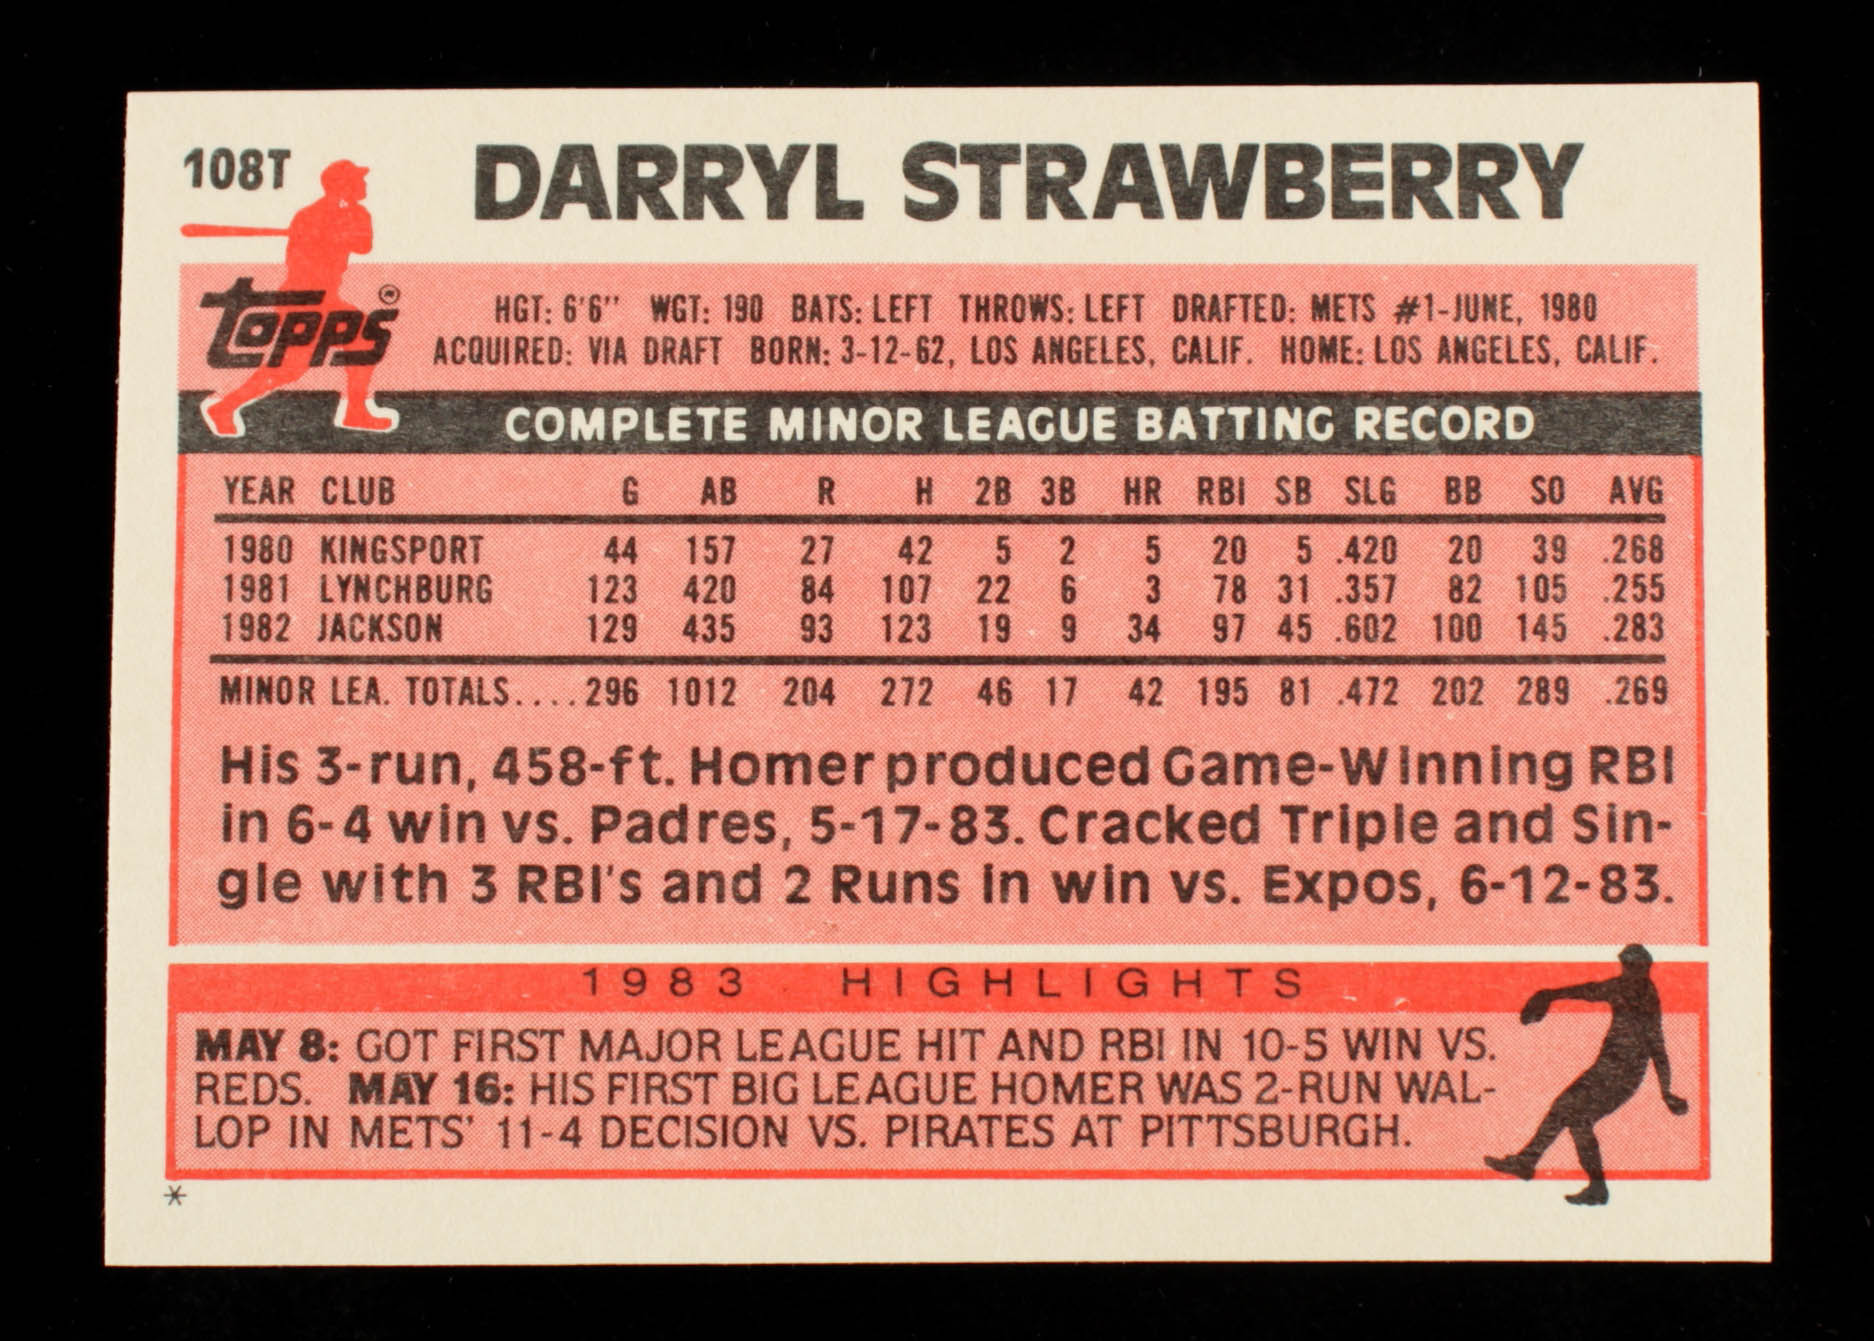 108T
DARRYL STRAWBERRY
Topps®
HGT: 6'6" WGT: 190 BATS: LEFT THROWS: LEFT DRAFTED: METS #1-JUNE, 1980
ACQUIRED: VIA DRAFT BORN: 3-12-62, LOS ANGELES, CALIF. HOME: LOS ANGELES, CALIF.
COMPLETE MINOR LEAGUE BATTING RECORD
YEAR CLUB G AB R H 2B 3B HR RBI SB SLG BB SO AVG
1980 KINGSPORT 44 157 27 42 5 2 5 20 5 .420 20 39 .268
1981 LYNCHBURG 123 420 84 107 22 6 3 78 31 .357 82 105 .255
1982 JACKSON 129 435 93 123 19 9 34 97 45 .602 100 145 .283
MINOR LEA. TOTALS....296 1012 204 272 46 17 42 195 81 .472 202 289 .269
His 3-run, 458-ft. Homer produced Game-Winning RBI
in 6-4 win vs. Padres, 5-17-83. Cracked Triple and Sin-
gle with 3 RBI's and 2 Runs in win vs. Expos, 6-12-83.
1983 HIGHLIGHTS
MAY 8: GOT FIRST MAJOR LEAGUE HIT AND RBI IN 10-5 WIN VS.
REDS. MAY 16: HIS FIRST BIG LEAGUE HOMER WAS 2-RUN WAL-
LOP IN METS' 11-4 DECISION VS. PIRATES AT PITTSBURGH.
*